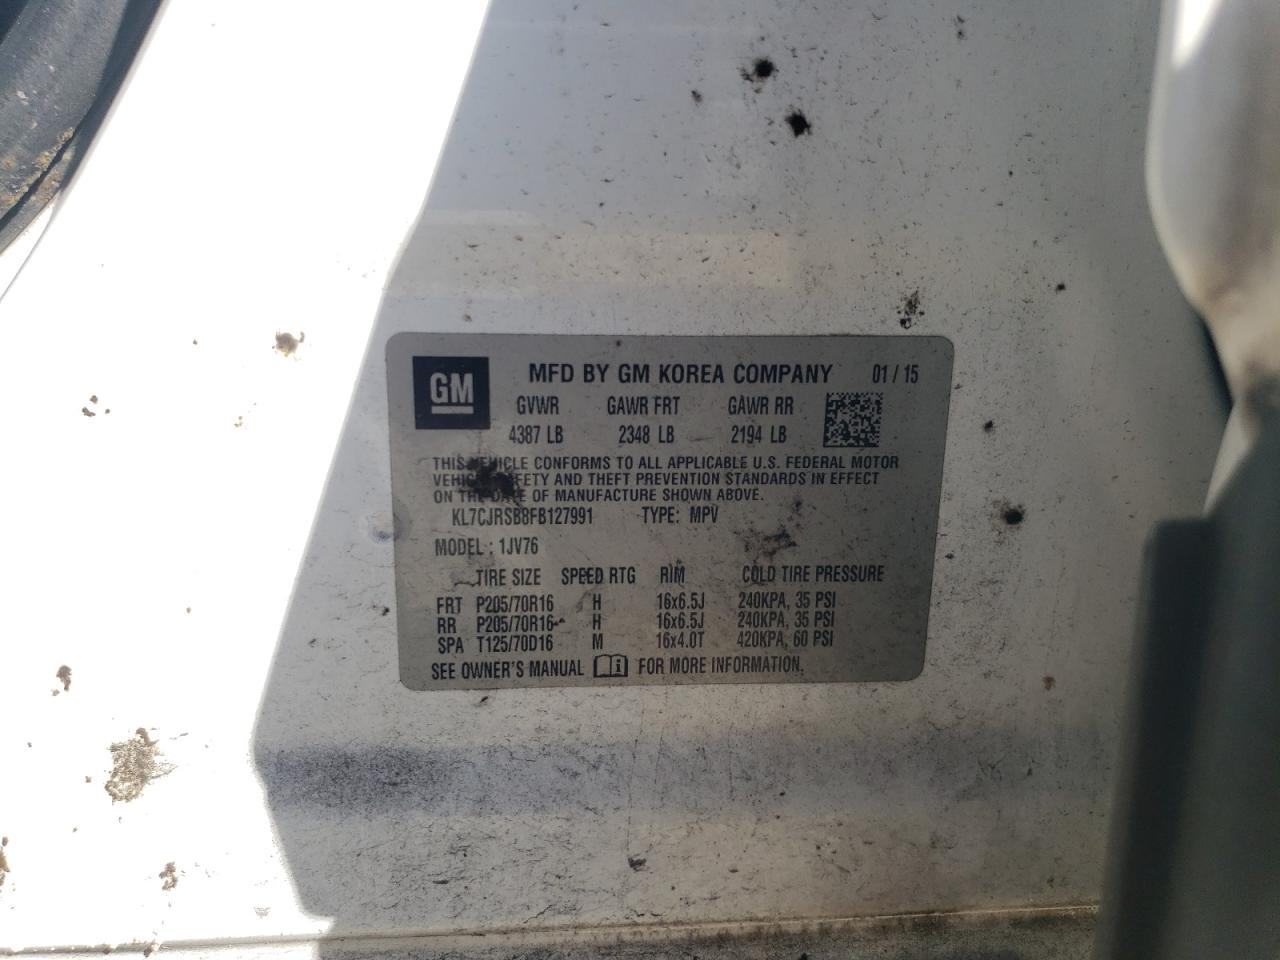 GM MFD BY GM KOREA COMPANY 01 / 15
GVWR GAWR FRT GAWR RR
4387 LB 2348 LB 2194 LB
THIS VEHICLE CONFORMS TO ALL APPLICABLE U.S. FEDERAL MOTOR
VEHICLE SAFETY AND THEFT PREVENTION STANDARDS IN EFFECT
ON THE DATE OF MANUFACTURE SHOWN ABOVE.
KL7CJRSB8FB127991 TYPE: MPV
MODEL : 1JV76
TIRE SIZE SPEED RTG RIM COLD TIRE PRESSURE
FRT P205/70R16 H 16x6.5J 240KPA, 35 PSI
RR P205/70R16 H 16x6.5J 240KPA, 35 PSI
SPA T125/70D16 M 16x4.0T 420KPA, 60 PSI
SEE OWNER'S MANUAL FOR MORE INFORMATION.